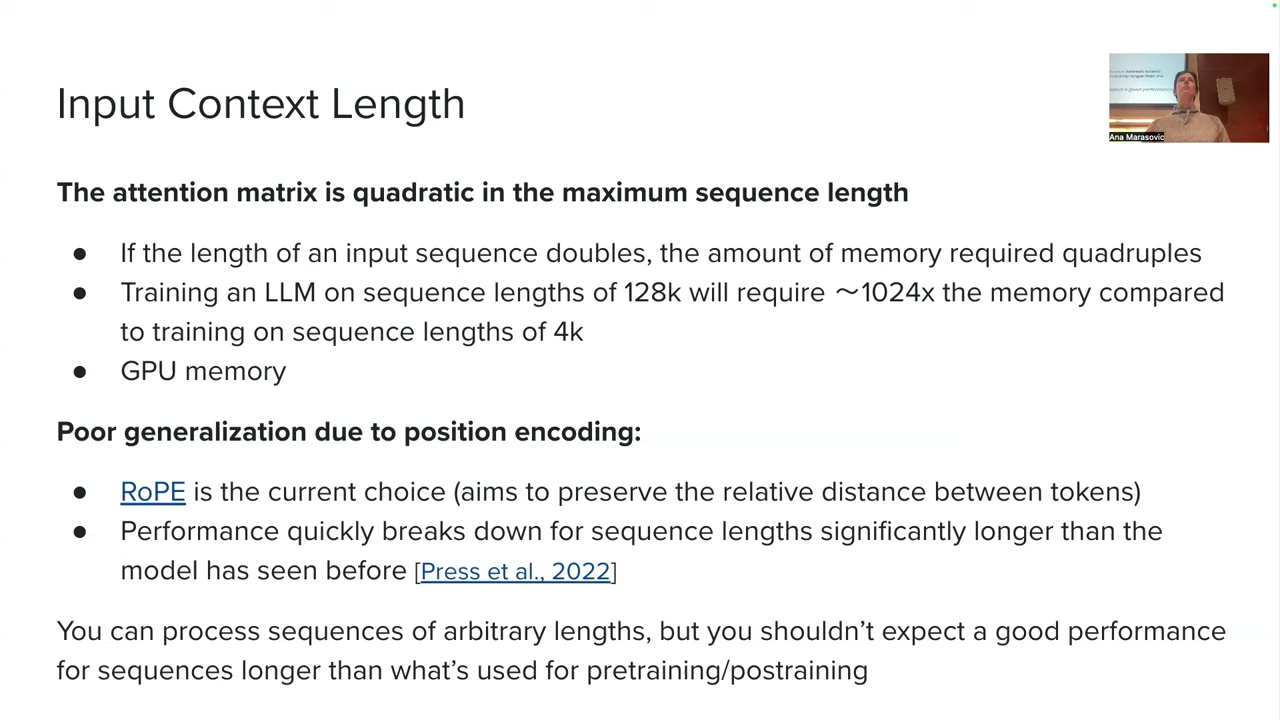 Input Context Length
Ana Marasovic
The attention matrix is quadratic in the maximum sequence length
● If the length of an input sequence doubles, the amount of memory required quadruples
● Training an LLM on sequence lengths of 128k will require ~1024x the memory compared
to training on sequence lengths of 4k
● GPU memory
Poor generalization due to position encoding:
● RoPE is the current choice (aims to preserve the relative distance between tokens)
● Performance quickly breaks down for sequence lengths significantly longer than the
model has seen before [Press et al., 2022]
You can process sequences of arbitrary lengths, but you shouldn’t expect a good performance
for sequences longer than what’s used for pretraining/postraining